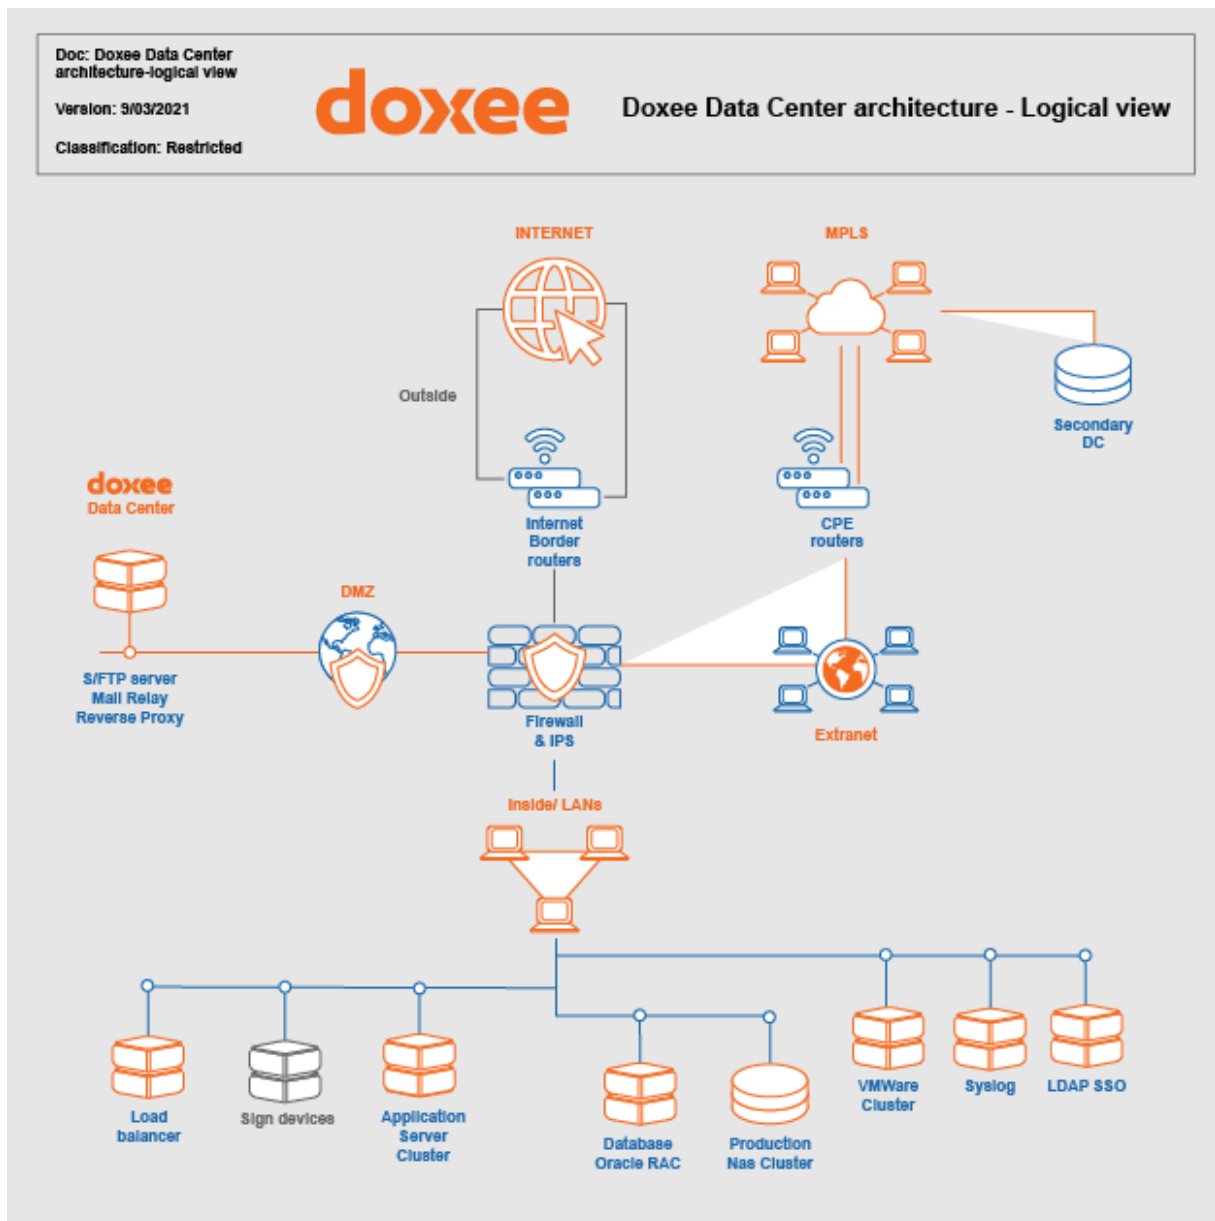 Doc: Doxee Data Center
architecture-logical view
Version: 9/03/2021
Classification: Restricted
doxee
Doxee Data Center architecture - Logical view
INTERNET
MPLS
Outside
Secondary
DC
doxee
Data Center
Internet
Border
routers
CPE
routers
DMZ
S/FTP server
Mail Relay
Reverse Proxy
Firewall
& IPS
Extranet
Inside/ LANs
Load
balancer
Sign devices
Application
Server
Cluster
Database
Oracle RAC
Production
Nas Cluster
VMWare
Cluster
Syslog
LDAP SSO